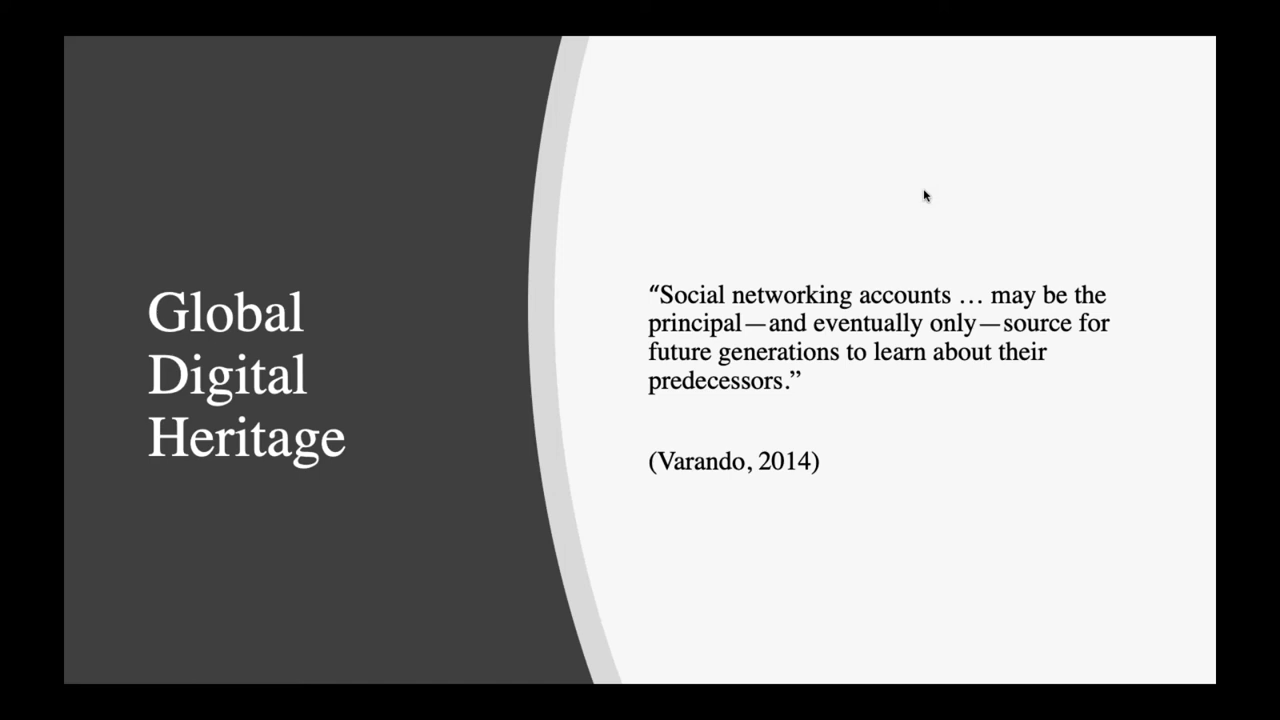 Global
Digital
Heritage
“Social networking accounts … may be the
principal—and eventually only—source for
future generations to learn about their
predecessors.”
(Varando, 2014)